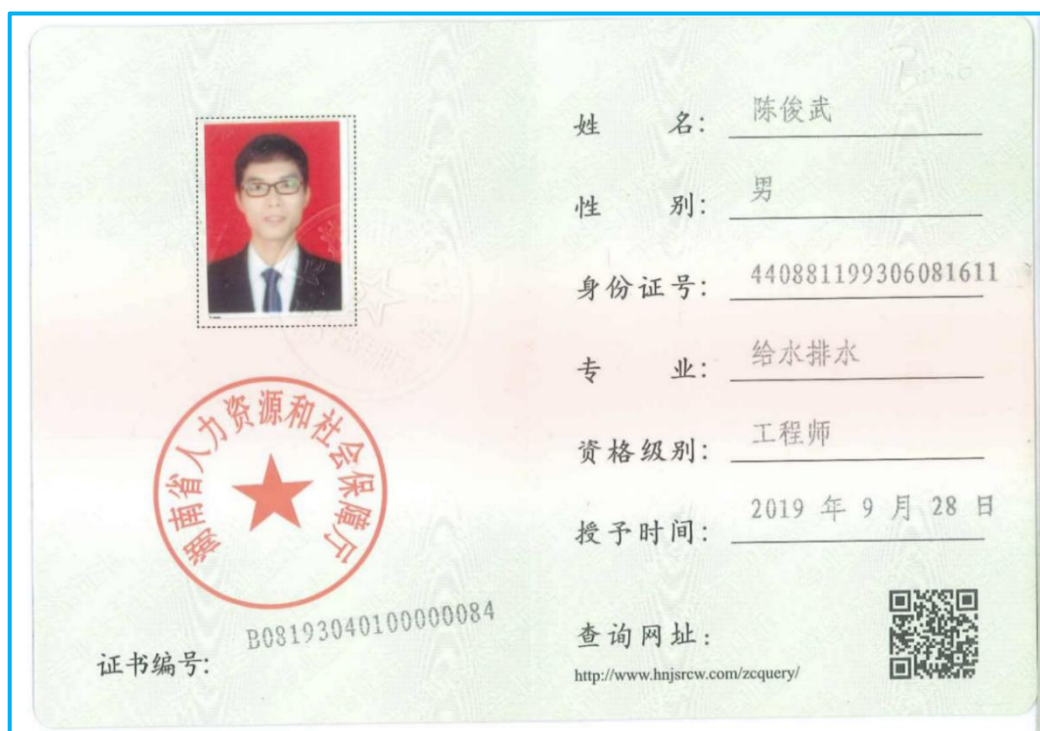 姓 名: 陈俊武
性 别: 男
身份证号: 440881199306081611
专 业: 给水排水
资格级别: 工程师
授予时间: 2019 年 9 月 28 日
查询网址:
http://www.hnjsrcw.com/zcquery/
湖南省人力资源和社会保障厅
证书编号: B08193040100000084